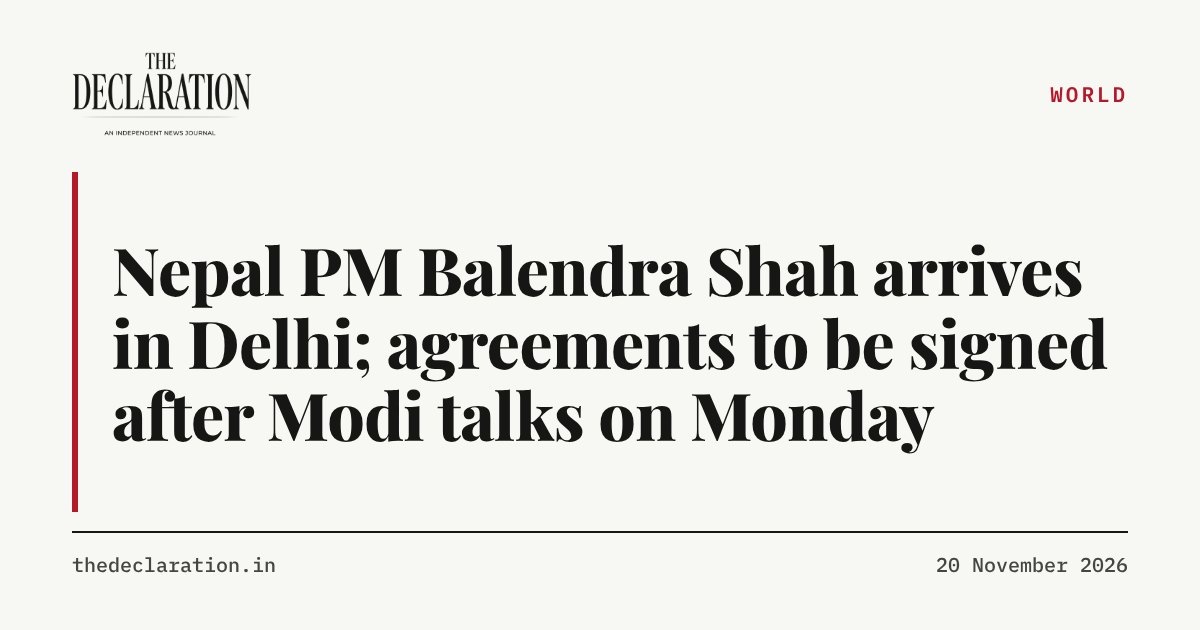 THE
DECLARATION
AN INDEPENDENT NEWS JOURNAL
WORLD
Nepal PM Balendra Shah arrives
in Delhi; agreements to be signed
after Modi talks on Monday
thedeclaration.in
20 November 2026